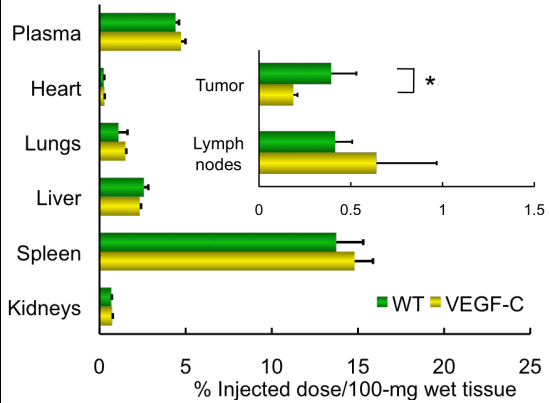 Plasma
Heart
Lungs
Liver
Spleen
Kidneys
Tumor
*
Lymph
nodes
0 0.5 1 1.5
WT VEGF-C
0 5 10 15 20 25
% Injected dose/100-mg wet tissue